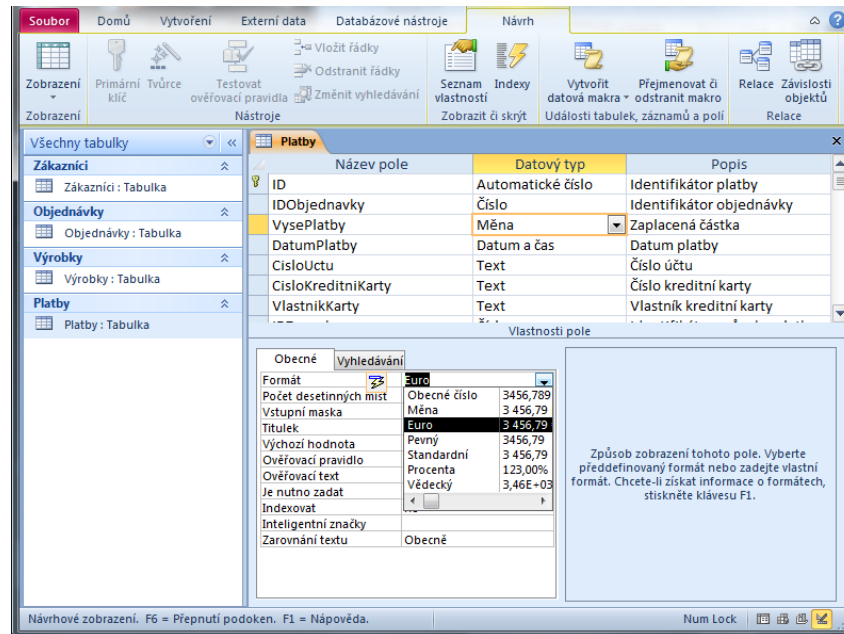 Soubor Domů Vytvoření Externí data Databázové nástroje Návrh
Zobrazení
Primární klíč
Tvůrce
Testovat ověřovací pravidla
Vložit řádky
Odstranit řádky
Změnit vyhledávání
Seznam vlastností
Indexy
Vytvořit datová makra
Přejmenovat či odstranit makro
Relace
Závislosti objektů
Zobrazení Nástroje Zobrazit či skrýt Události tabulek, záznamů a polí Relace
Všechny tabulky «
Zákazníci
Zákazníci : Tabulka
Objednávky
Objednávky : Tabulka
Výrobky
Výrobky : Tabulka
Platby
Platby : Tabulka
Platby
Název pole Datový typ Popis
ID Automatické číslo Identifikátor platby
IDObjednavky Číslo Identifikátor objednávky
VysePlatby Měna Zaplacená částka
DatumPlatby Datum a čas Datum platby
CisloUctu Text Číslo účtu
CisloKreditniKarty Text Číslo kreditní karty
VlastnikKarty Text Vlastník kreditní karty
Vlastnosti pole
Obecné Vyhledávání
Formát Euro
Počet desetinných míst
Vstupní maska
Titulek
Výchozí hodnota
Ověřovací pravidlo
Ověřovací text
Je nutno zadat
Indexovat
Inteligentní značky
Zarovnání textu Obecně
Obecné číslo 3456,789
Měna 3 456,79
Euro 3 456,79
Pevný 3456,79
Standardní 3 456,79
Procenta 123,00%
Vědecký 3,46E+03
Způsob zobrazení tohoto pole. Vyberte
předdefinovaný formát nebo zadejte vlastní
formát. Chcete-li získat informace o formátech,
stiskněte klávesu F1.
Návrhové zobrazení. F6 = Přepnutí podoken. F1 = Nápověda. Num Lock